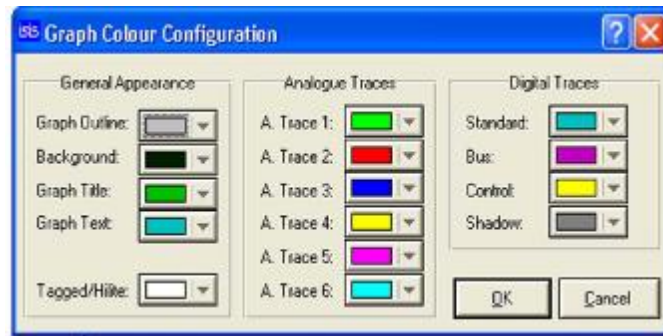 isis Graph Colour Configuration
General Appearance
Graph Outline:
Background:
Graph Title:
Graph Text:
Tagged/Hilite:
Analogue Traces
A. Trace 1:
A. Trace 2:
A. Trace 3:
A. Trace 4:
A. Trace 5:
A. Trace 6:
Digital Traces
Standard:
Bus:
Control:
Shadow:
OK
Cancel